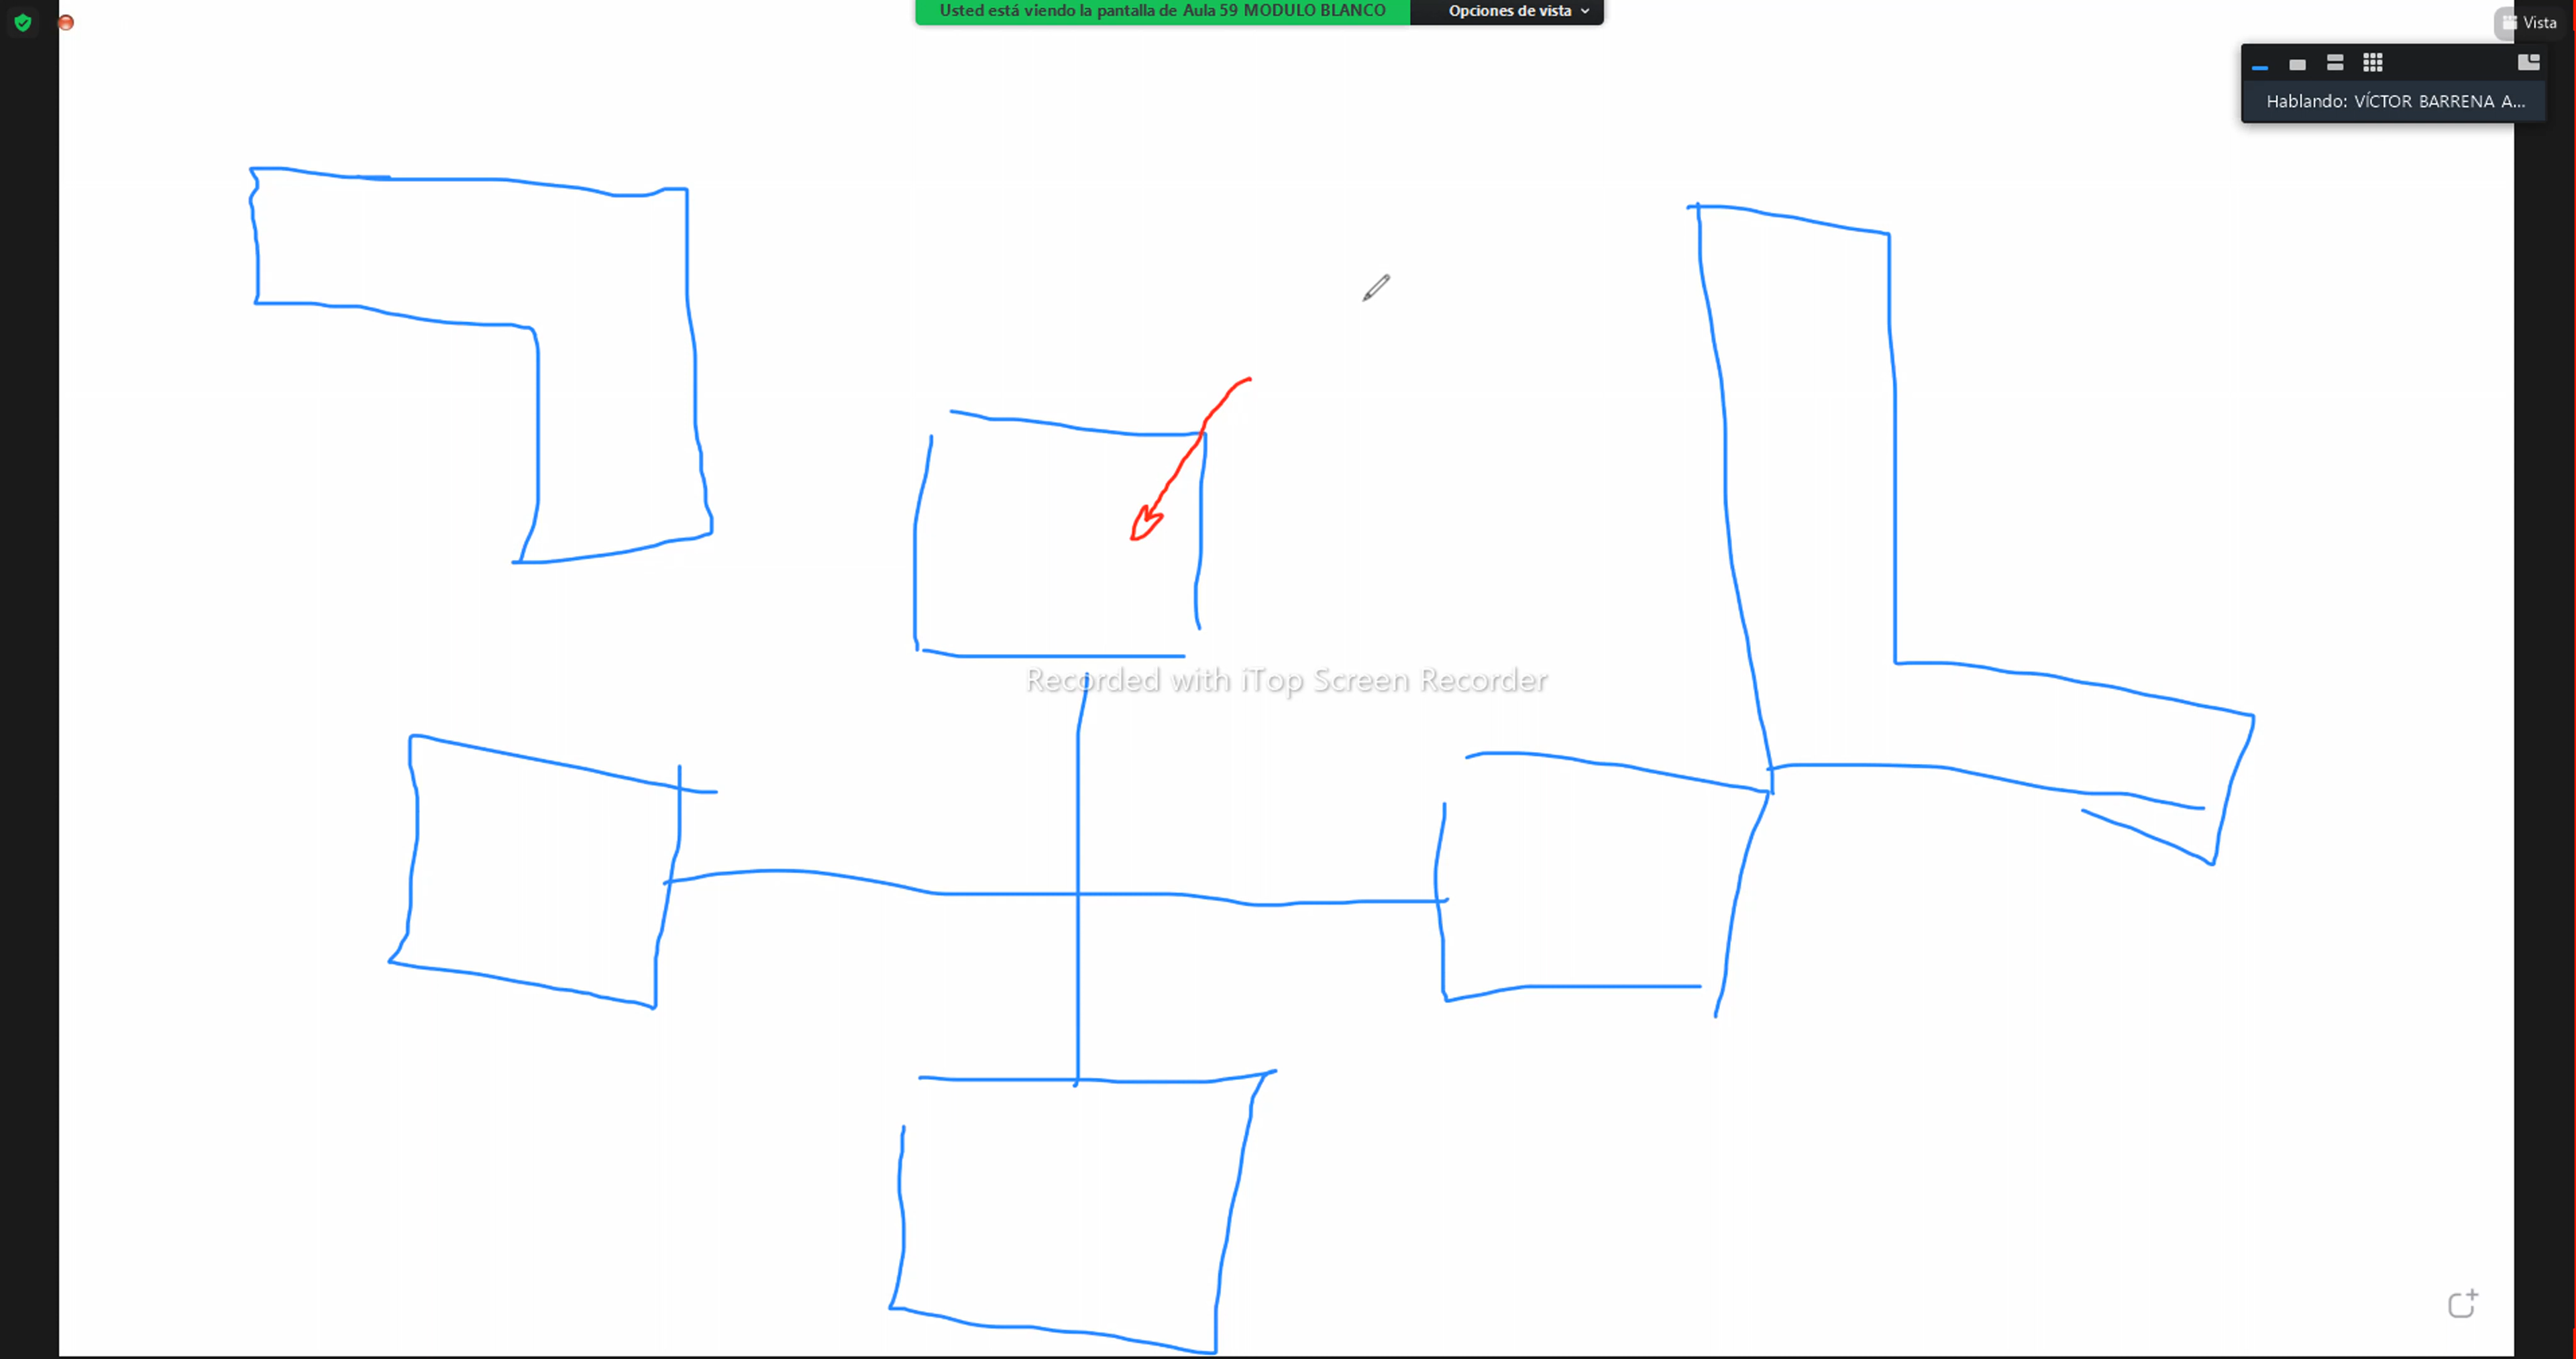 Usted está viendo la pantalla de Aula 59 MODULO BLANCO
Opciones de vista
Vista
Hablando: VÍCTOR BARRENA A...
Recorded with iTop Screen Recorder